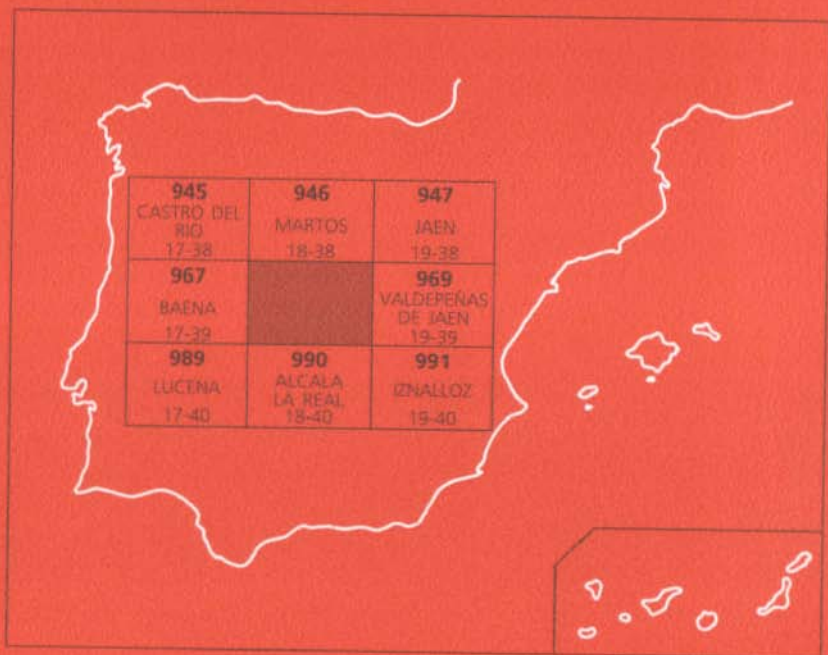 945
CASTRO DEL
RIO
17-38
946
MARTOS
18-38
947
JAEN
19-38
967
BAENA
17-39
969
VALDEPEÑAS
DE JAEN
19-39
989
LUCENA
17-40
990
ALCALA
LA REAL
18-40
991
IZNALLOZ
19-40